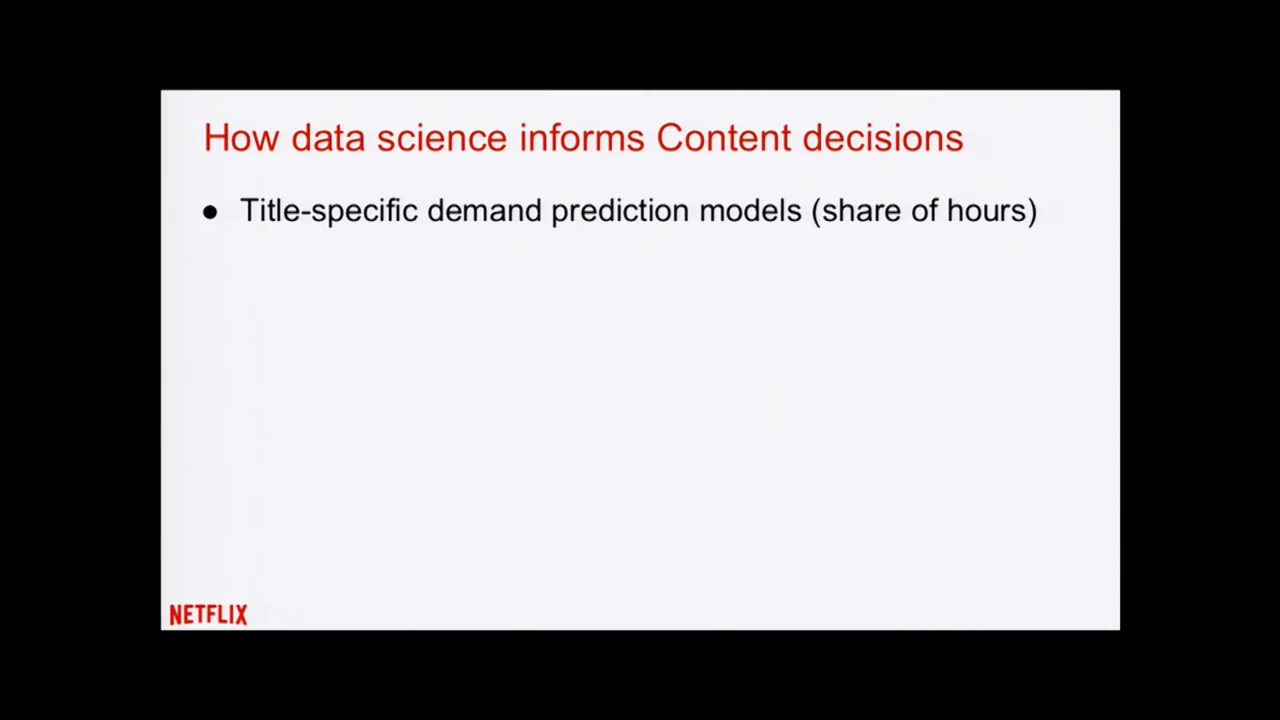 How data science informs Content decisions
● Title-specific demand prediction models (share of hours)
NETFLIX